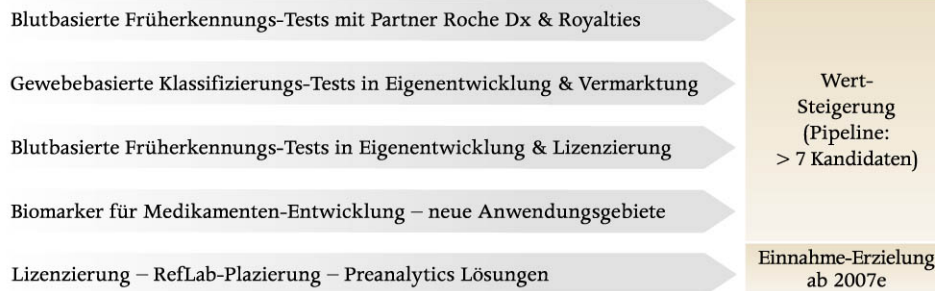 Blutbasierte Früherkennungs-Tests mit Partner Roche Dx & Royalties
Gewebebasierte Klassifizierungs-Tests in Eigenentwicklung & Vermarktung
Blutbasierte Früherkennungs-Tests in Eigenentwicklung & Lizenzierung
Biomarker für Medikamenten-Entwicklung – neue Anwendungsgebiete
Wert-
Steigerung
(Pipeline:
> 7 Kandidaten)
Lizenzierung – RefLab-Plazierung – Preanalytics Lösungen
Einnahme-Erzielung
ab 2007e